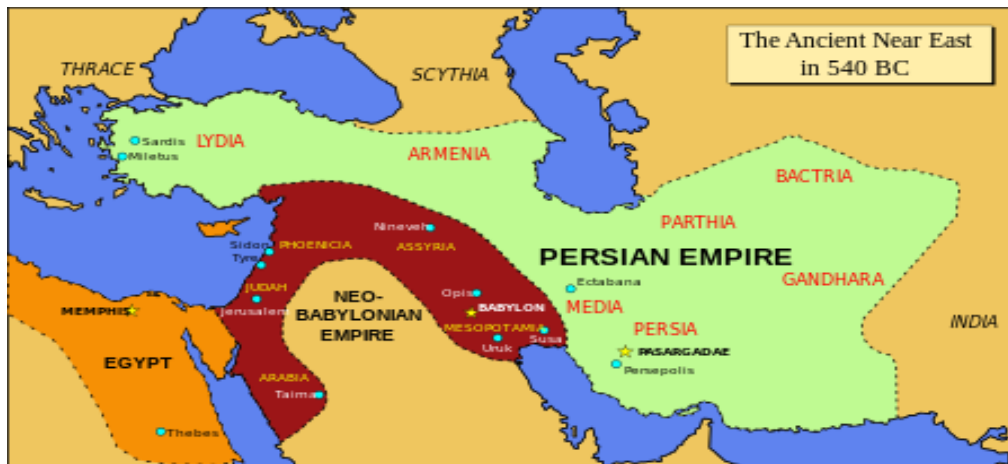 The Ancient Near East
in 540 BC
THRACE
SCYTHIA
Sardis
LYDIA
Miletus
ARMENIA
BACTRIA
PARTHIA
Nineveh
Sidon
PHOENICIA
ASSYRIA
Tyre
PERSIAN EMPIRE
GANDHARA
Ectabana
JUDAH
Jerusalem
NEO-
BABYLONIAN
EMPIRE
Opis
BABYLON
MEDIA
MEMPHIS
MESOPOTAMIA
Uruk
Susa
PERSIA
INDIA
PASARGADAE
Persepolis
EGYPT
ARABIA
Taima
Thebes